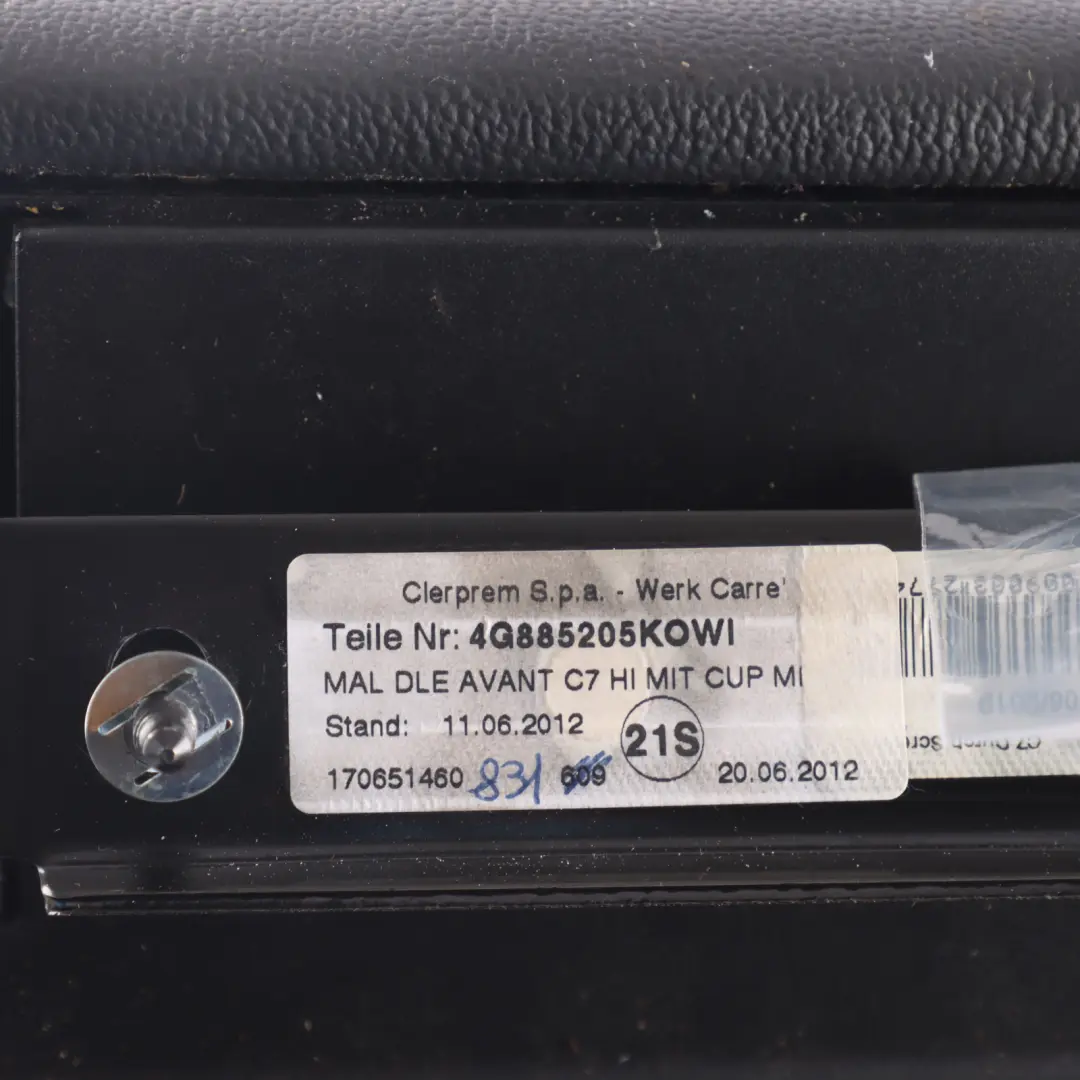 Clerprem S.p.a. - Werk Carre'
Teile Nr: 4G885205KOWI
MAL DLE AVANT C7 HI MIT CUP MI
Stand: 11.06.2012
21S
170651460 831 609
20.06.2012